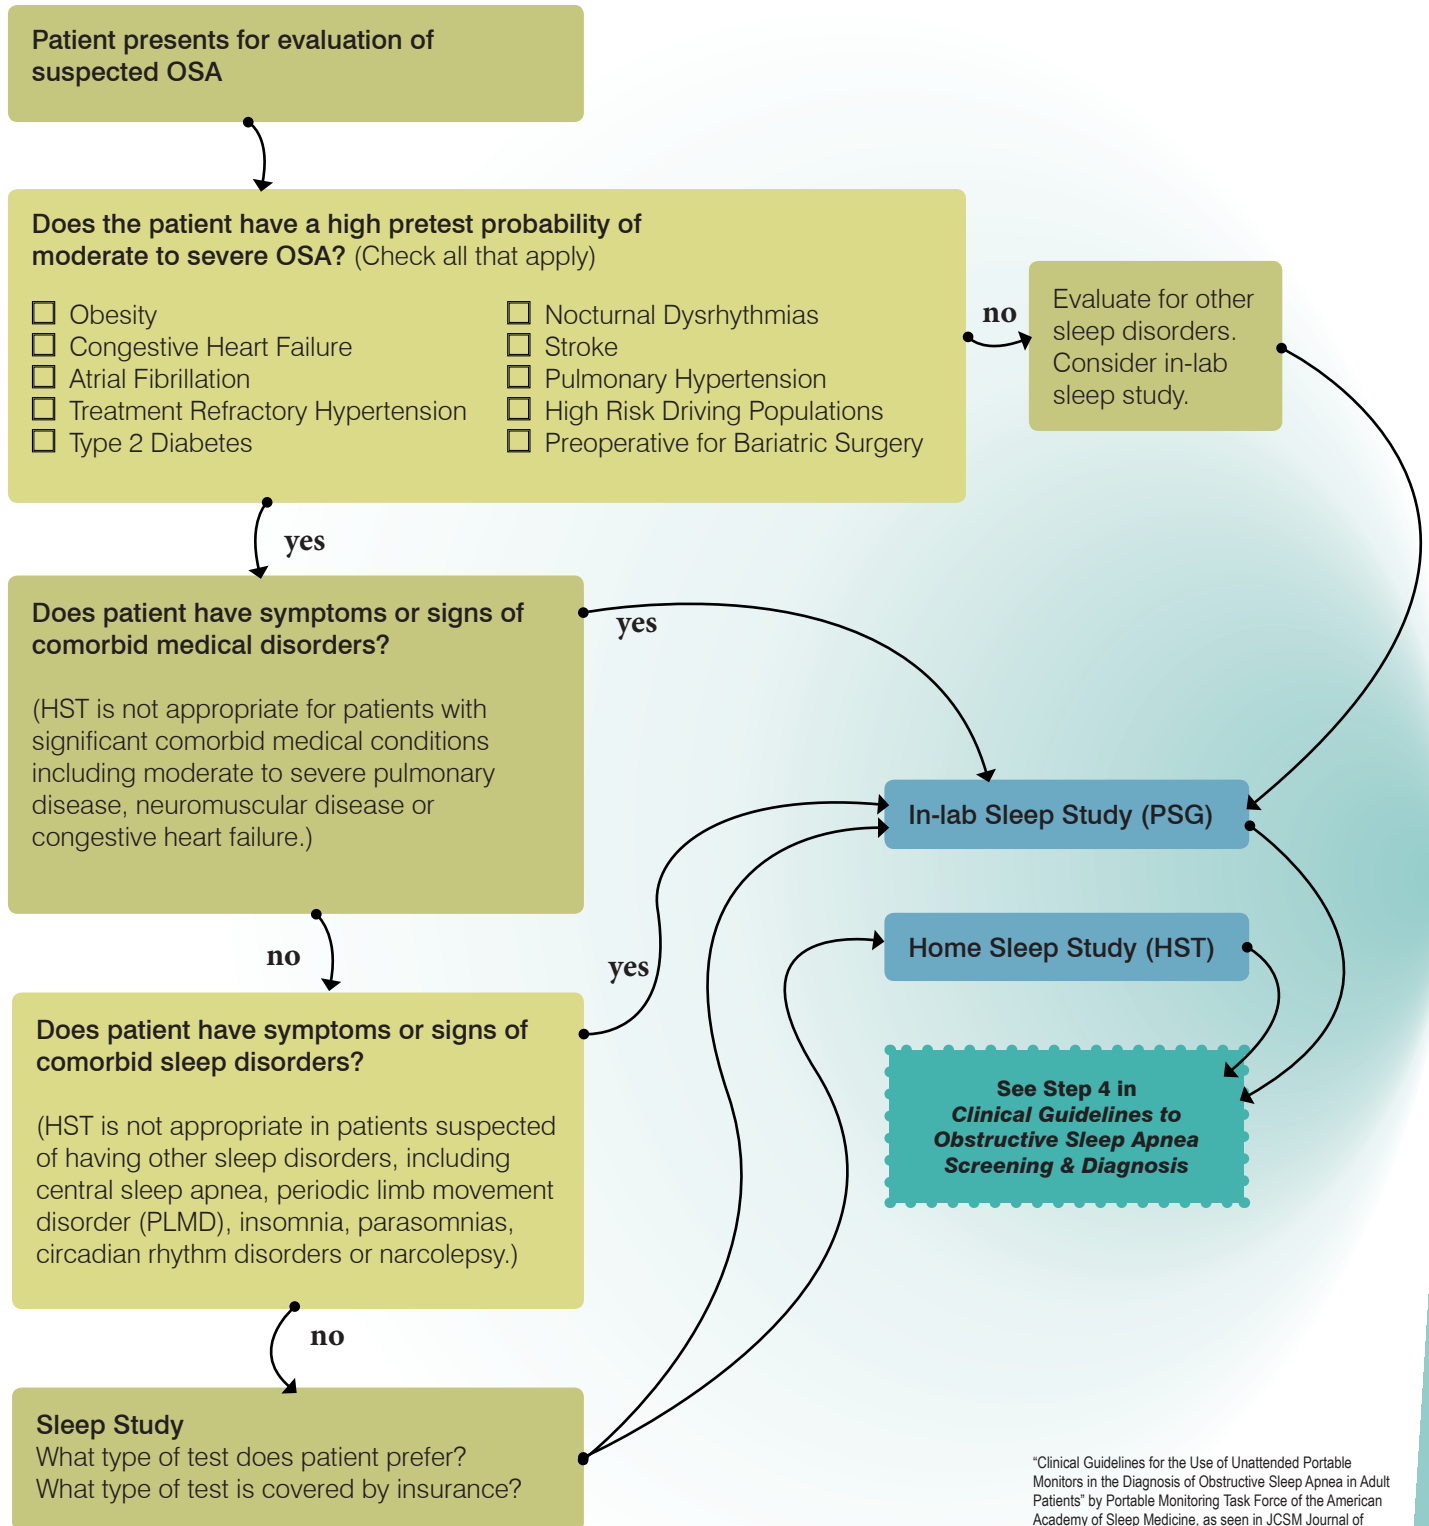 Patient presents for evaluation of
suspected OSA
Does the patient have a high pretest probability of
moderate to severe OSA? (Check all that apply)
Obesity
Congestive Heart Failure
Atrial Fibrillation
Treatment Refractory Hypertension
Type 2 Diabetes
Nocturnal Dysrhythmias
Stroke
Pulmonary Hypertension
High Risk Driving Populations
Preoperative for Bariatric Surgery
no
Evaluate for other
sleep disorders.
Consider in-lab
sleep study.
yes
Does patient have symptoms or signs of
comorbid medical disorders?
(HST is not appropriate for patients with
significant comorbid medical conditions
including moderate to severe pulmonary
disease, neuromuscular disease or
congestive heart failure.)
yes
In-lab Sleep Study (PSG)
no
yes
Home Sleep Study (HST)
Does patient have symptoms or signs of
comorbid sleep disorders?
(HST is not appropriate in patients suspected
of having other sleep disorders, including
central sleep apnea, periodic limb movement
disorder (PLMD), insomnia, parasomnias,
circadian rhythm disorders or narcolepsy.)
See Step 4 in
Clinical Guidelines to
Obstructive Sleep Apnea
Screening & Diagnosis
no
Sleep Study
What type of test does patient prefer?
What type of test is covered by insurance?
"Clinical Guidelines for the Use of Unattended Portable
Monitors in the Diagnosis of Obstructive Sleep Apnea in Adult
Patients" by Portable Monitoring Task Force of the American
Academy of Sleep Medicine, as seen in JCSM Journal of